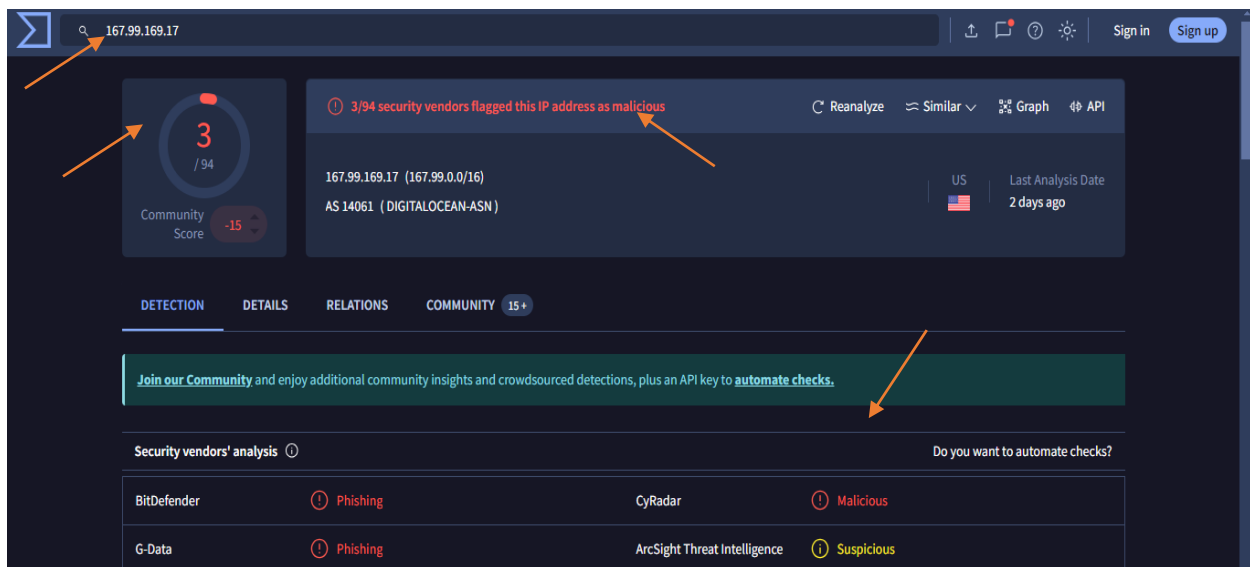 167.99.169.17
Sign in
Sign up
3
/ 94
Community
Score
-15
3/94 security vendors flagged this IP address as malicious
Reanalyze
Similar
Graph
API
167.99.169.17 (167.99.0.0/16)
AS 14061 ( DIGITALOCEAN-ASN )
US
Last Analysis Date
2 days ago
DETECTION
DETAILS
RELATIONS
COMMUNITY 15+
Join our Community and enjoy additional community insights and crowdsourced detections, plus an API key to automate checks.
Security vendors' analysis
Do you want to automate checks?
BitDefender Phishing CyRadar Malicious
G-Data Phishing ArcSight Threat Intelligence Suspicious